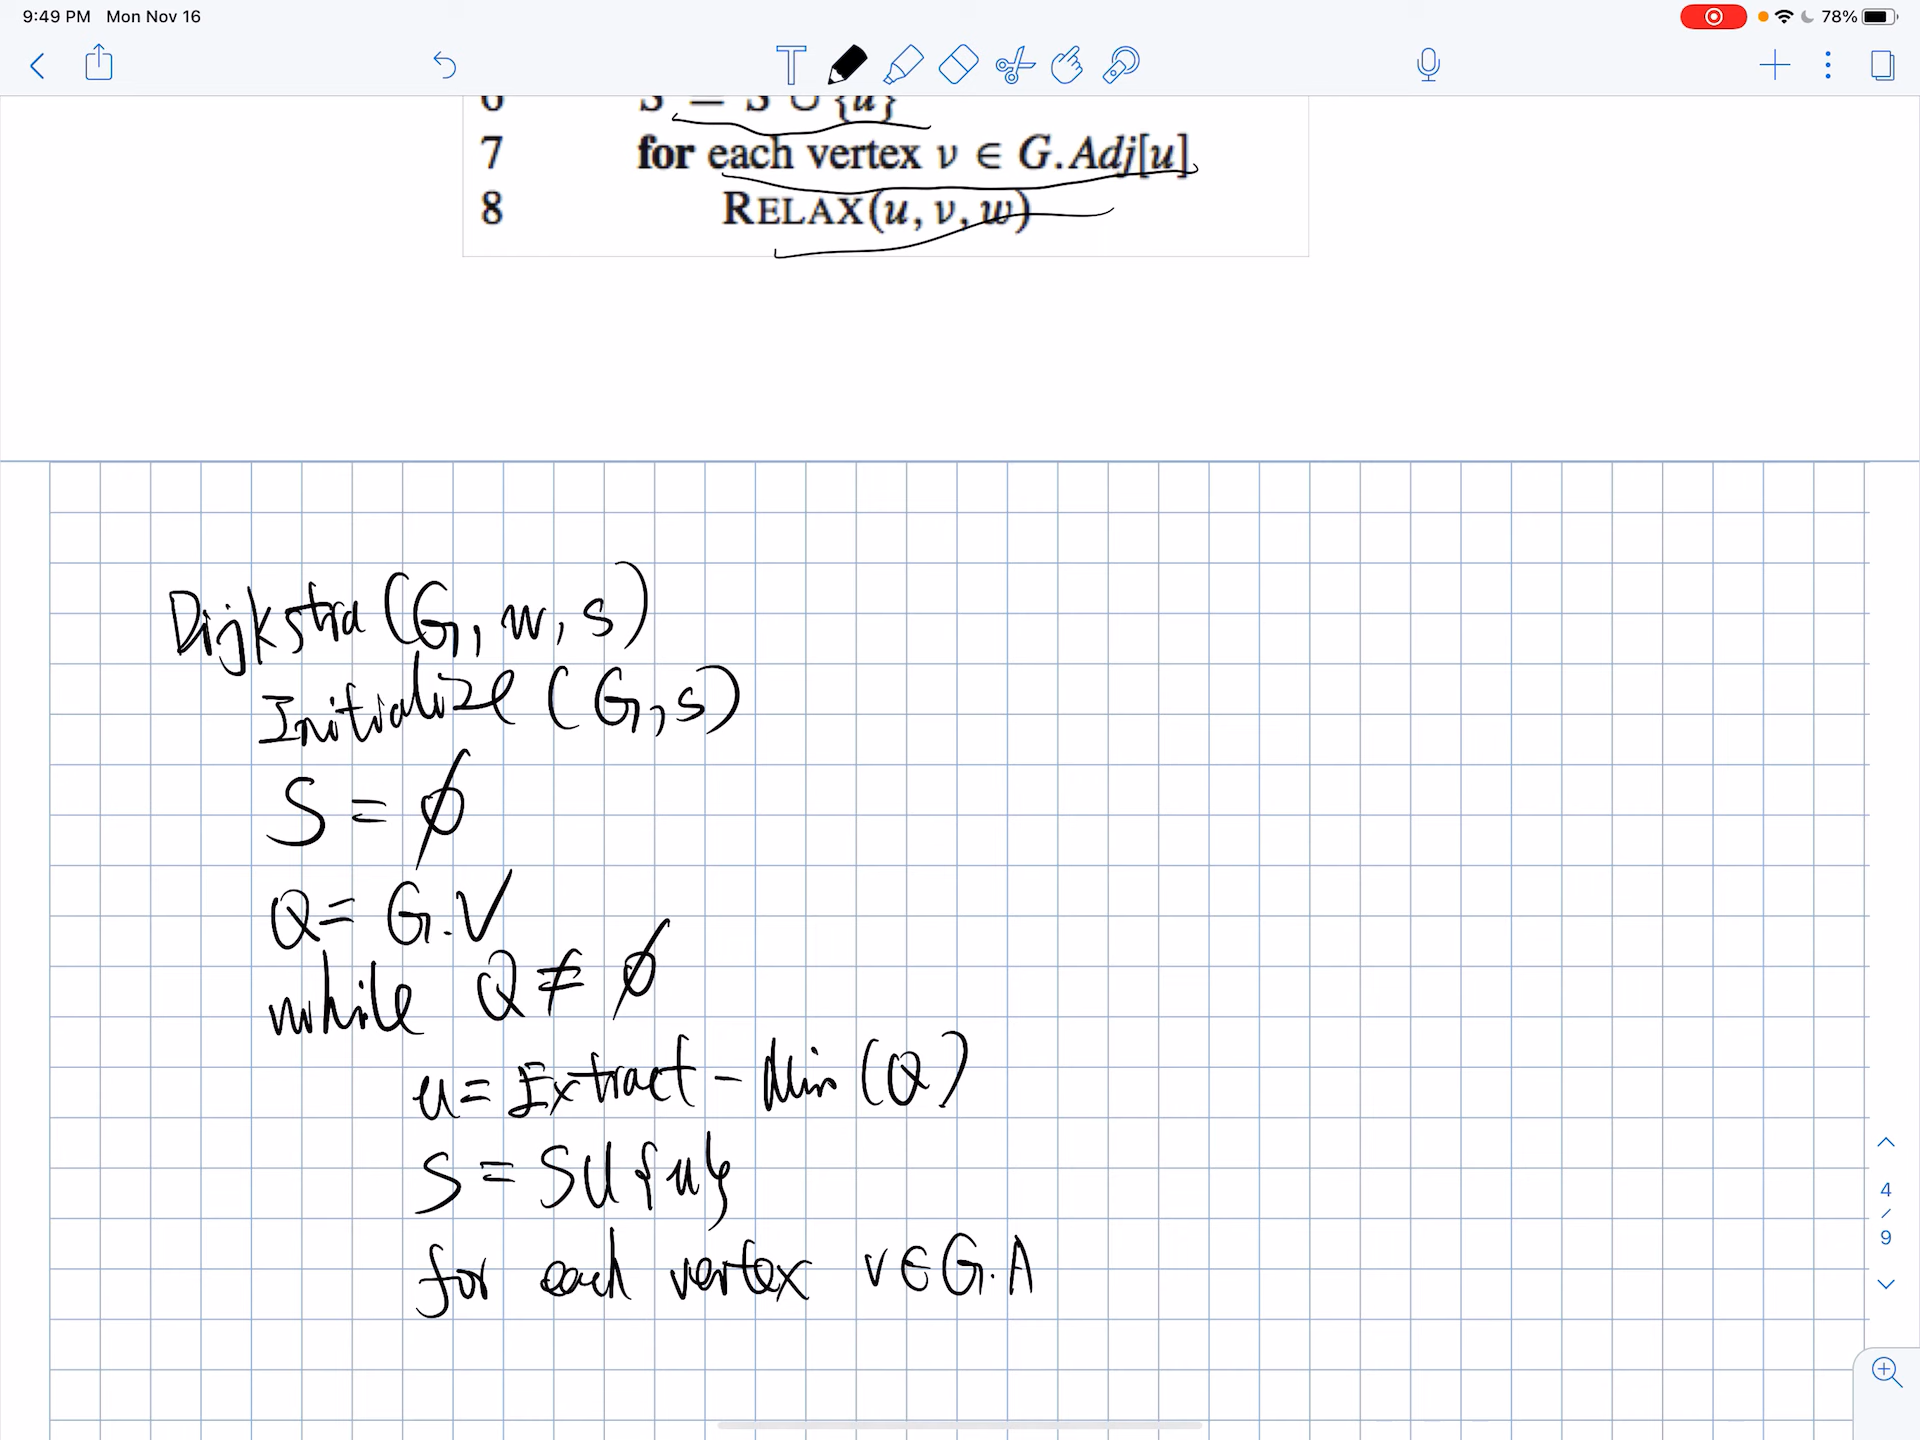 9:49 PM Mon Nov 16
78%
T
6 S = S ∪ {u}
7 for each vertex v ∈ G.Adj[u]
8 RELAX(u, v, w)
Dijkstra (G, w, s)
Initialize (G, s)
S = ∅
Q = G.V
while Q ≠ ∅
u = Extract - Min (Q)
S = S U {u}
for each vertex v ∈ G.A
4
/
9